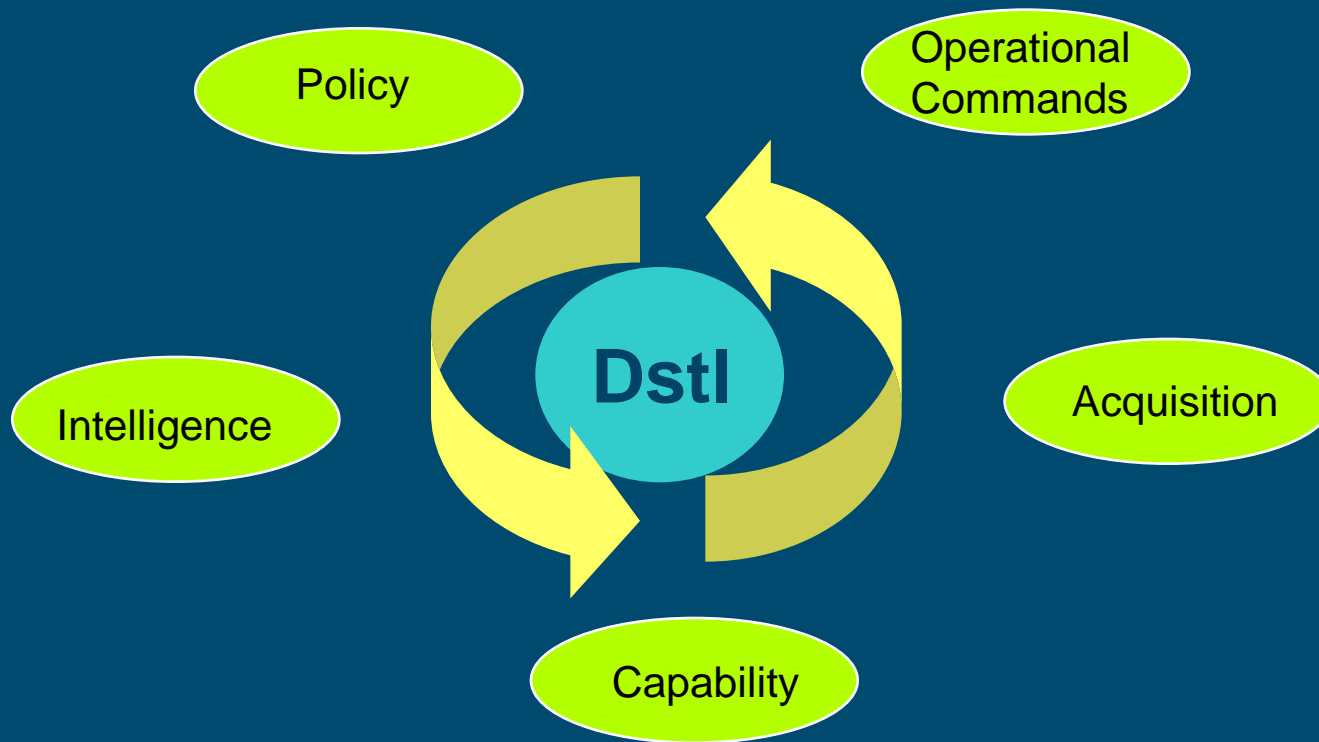 Policy
Operational
Commands
Dstl
Intelligence
Acquisition
Capability